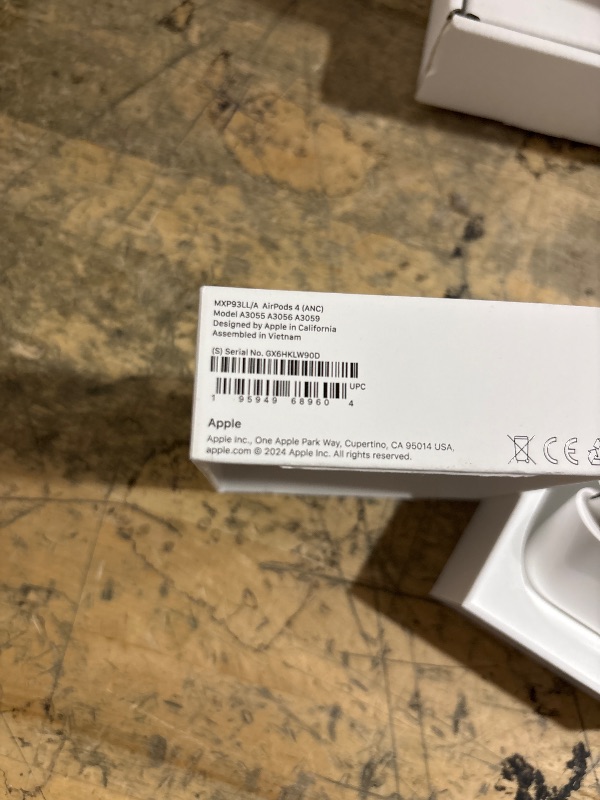 MXP93LL/A AirPods 4 (ANC)
Model A3055 A3056 A3059
Designed by Apple in California
Assembled in Vietnam
(S) Serial No. GX6HKLW90D
UPC
1 95949 68960 4
Apple
Apple Inc., One Apple Park Way, Cupertino, CA 95014 USA.
apple.com © 2024 Apple Inc. All rights reserved.
CE